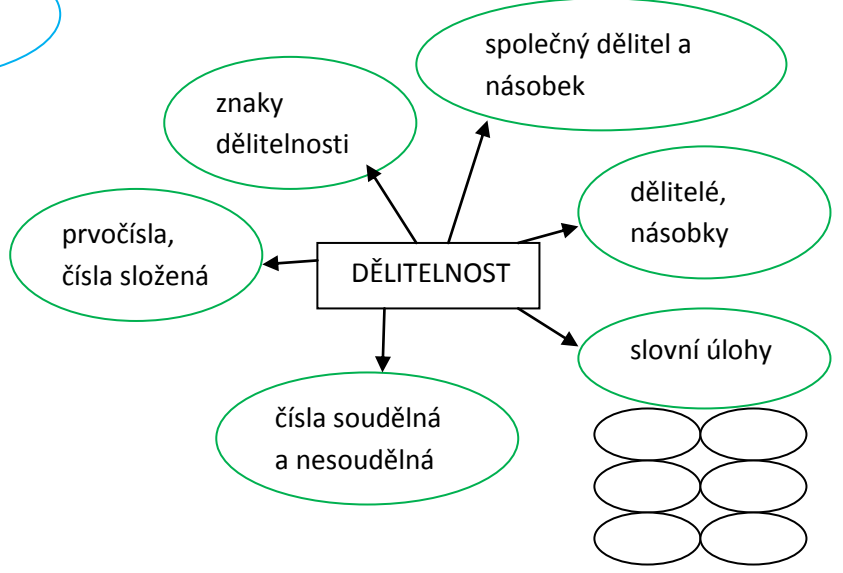 společný dělitel a
násobek
znaky
dělitelnosti
dělitelé,
násobky
prvočísla,
čísla složená
DĚLITELNOST
slovní úlohy
čísla soudělná
a nesoudělná